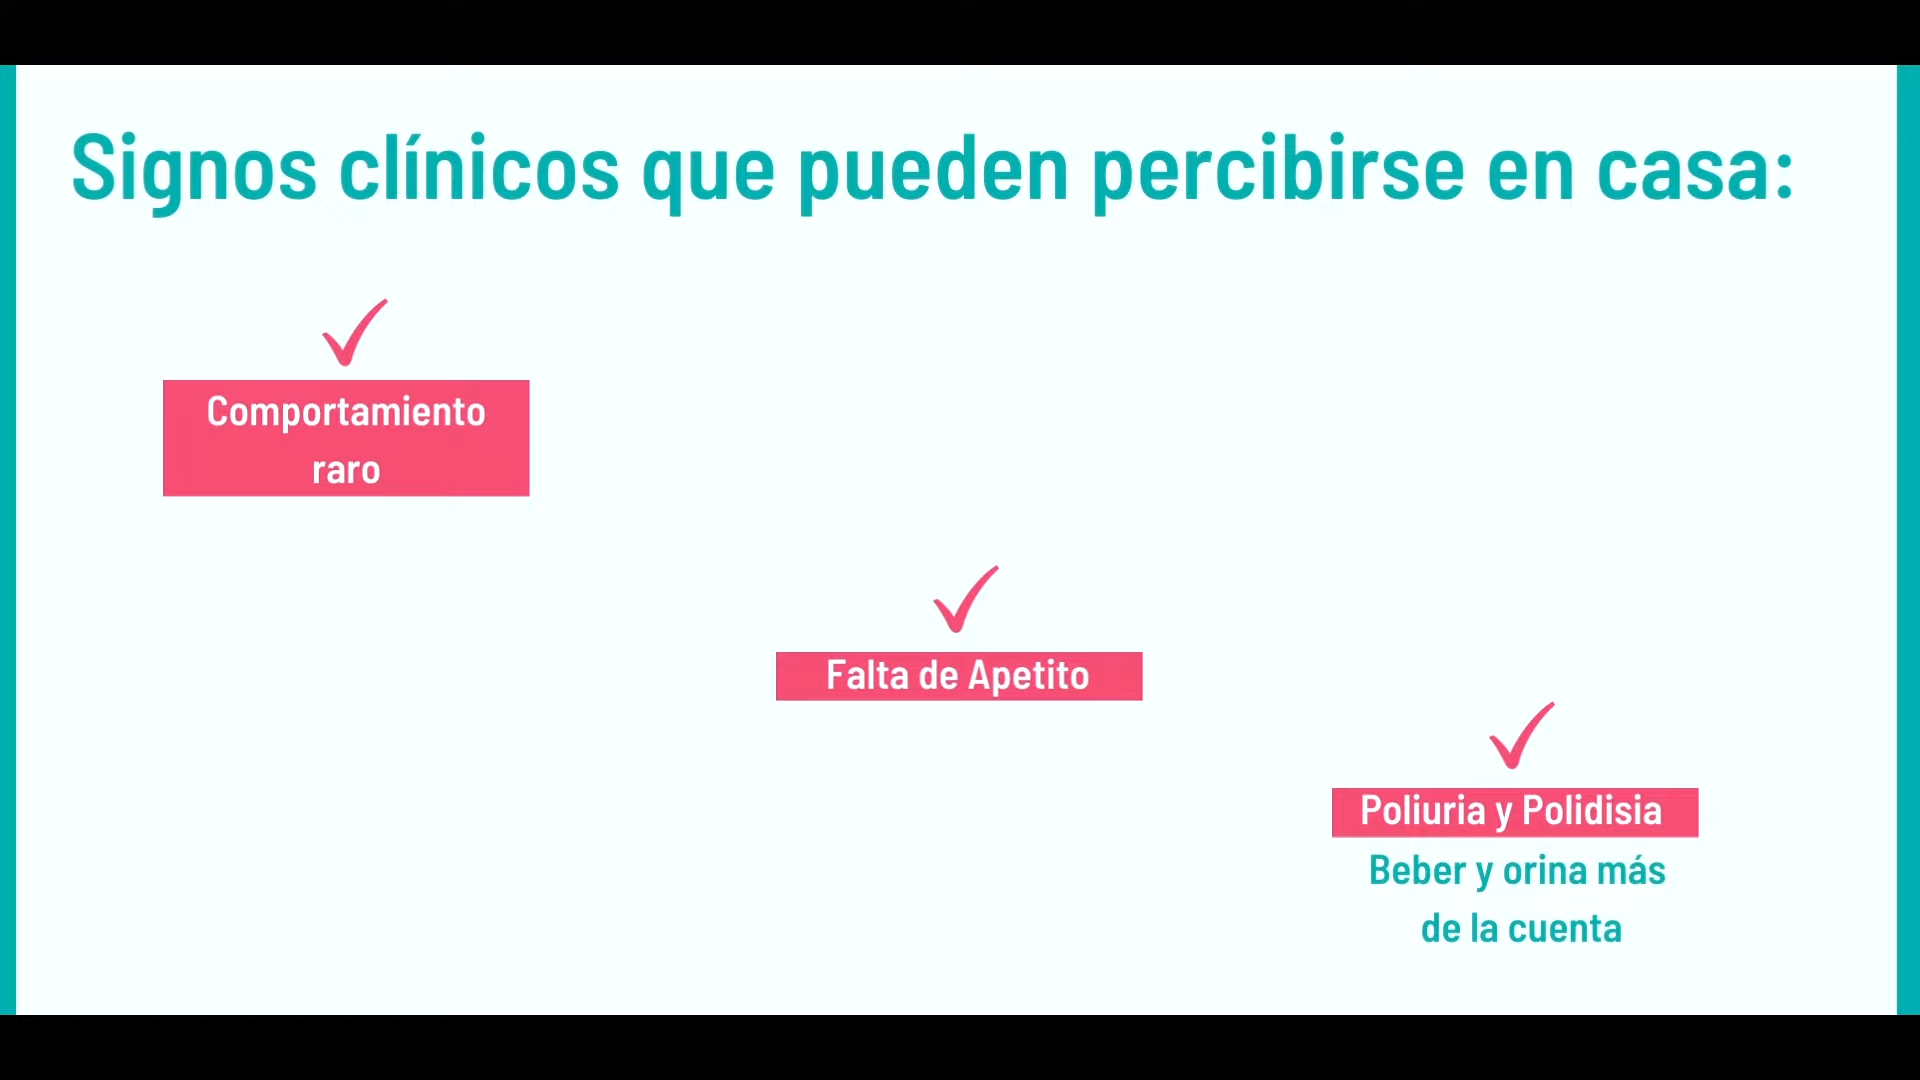 Signos clínicos que pueden percibirse en casa:
Comportamiento
raro
Falta de Apetito
Poliuria y Polidisia
Beber y orina más
de la cuenta